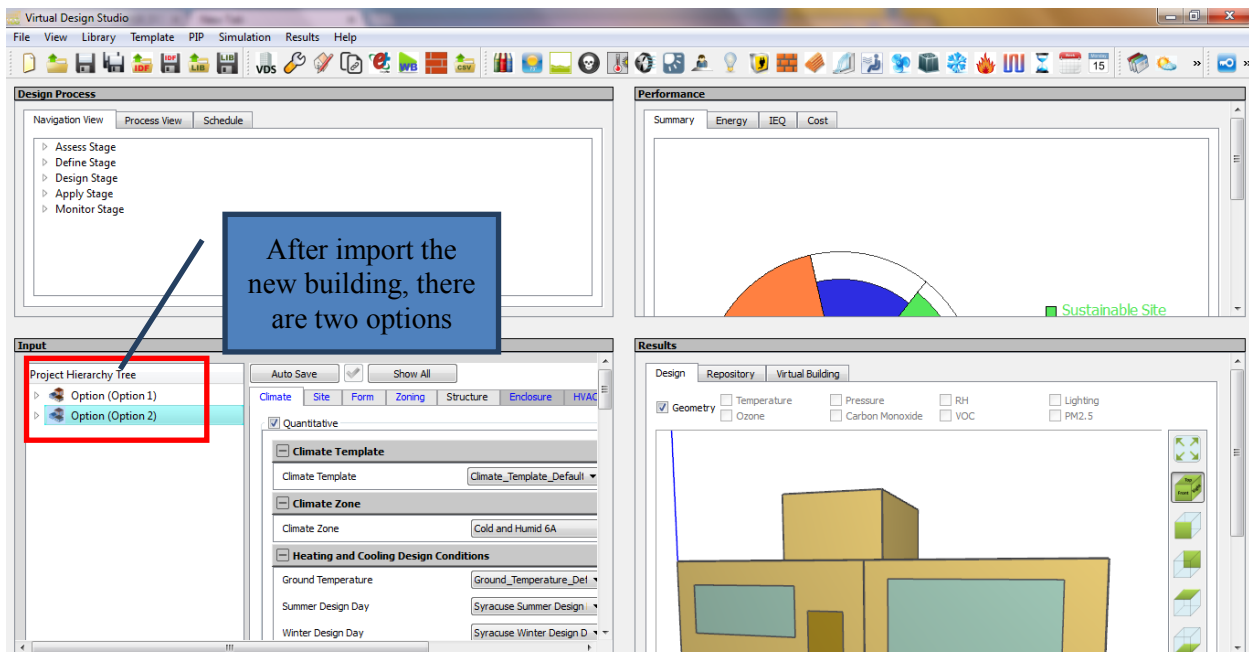 Virtual Design Studio
File View Library Template PIP Simulation Results Help
IDF IDF LIB LIB VDS WB CSV 15
Design Process
Navigation View Process View Schedule
Assess Stage
Define Stage
Design Stage
Apply Stage
Monitor Stage
After import the
new building, there
are two options
Performance
Summary Energy IEQ Cost
Sustainable Site
Input
Project Hierarchy Tree
Option (Option 1)
Option (Option 2)
Auto Save Show All
Climate Site Form Zoning Structure Enclosure HVAC
Quantitative
Climate Template
Climate Template Climate_Template_Default
Climate Zone
Climate Zone Cold and Humid 6A
Heating and Cooling Design Conditions
Ground Temperature Ground_Temperature_Def
Summer Design Day Syracuse Summer Design
Winter Design Day Syracuse Winter Design D
Results
Design Repository Virtual Building
Geometry Temperature Pressure RH Lighting
Ozone Carbon Monoxide VOC PM2.5
Top
Front